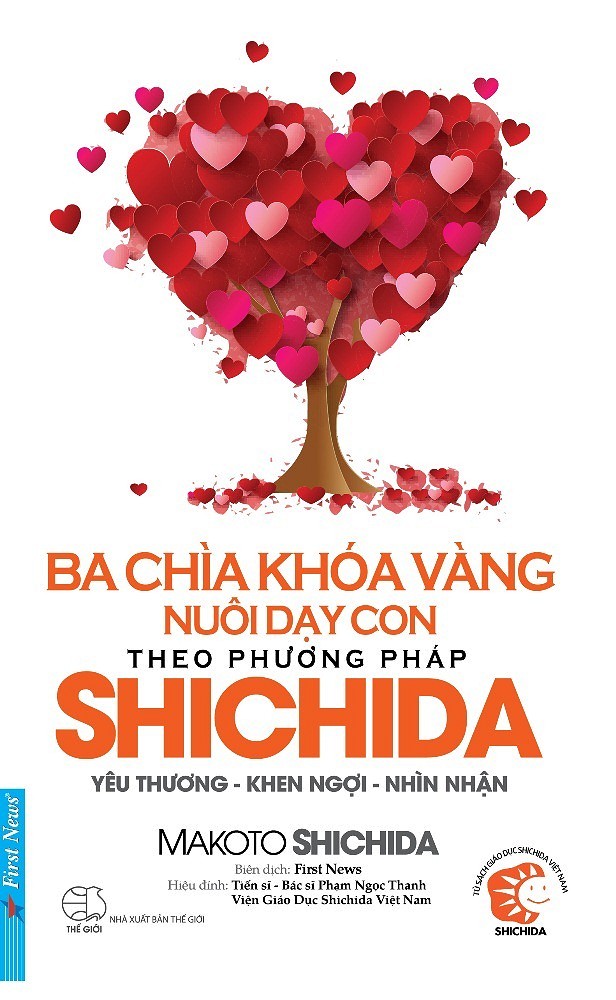 BA CHÌA KHÓA VÀNG
NUÔI DẠY CON
THEO PHƯƠNG PHÁP
SHICHIDA
YÊU THƯƠNG - KHEN NGỢI - NHÌN NHẬN
MAKOTO SHICHIDA
Biên dịch: First News
Hiệu đính: Tiến sĩ - Bác sĩ Phạm Ngọc Thanh
Viện Giáo Dục Shichida Việt Nam
First News®
THẾ GIỚI
NHÀ XUẤT BẢN THẾ GIỚI
TỦ SÁCH GIÁO DỤC SHICHIDA VIỆT NAM
SHICHIDA